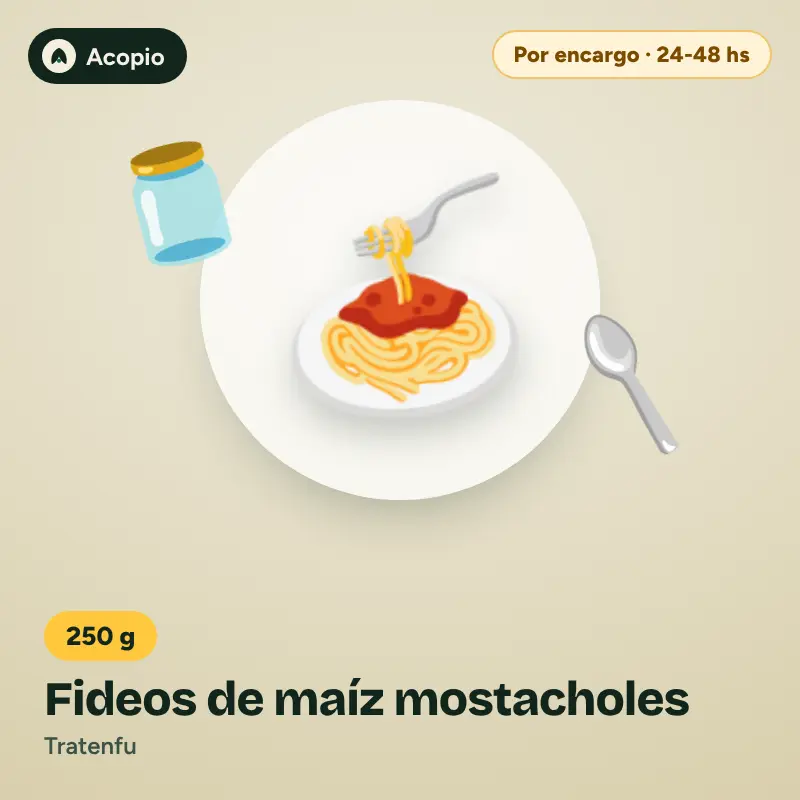 Acopio
Por encargo · 24-48 hs
250 g
Fideos de maíz mostacholes
Tratenfu